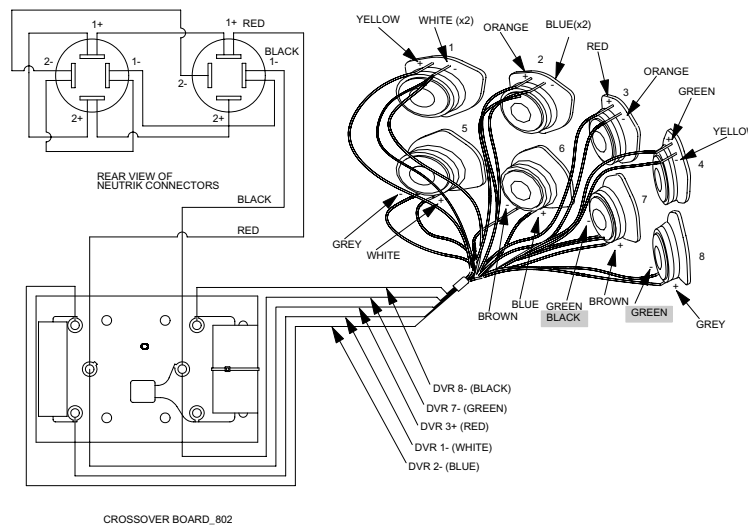 1+
RED
2-
1-
2+
1+
BLACK
2-
1-
2+
REAR VIEW OF
NEUTRIK CONNECTORS
BLACK
RED
YELLOW
WHITE (x2)
ORANGE
BLUE(x2)
RED
ORANGE
GREEN
YELLOW
1
2
3
4
5
6
7
8
+ -
+ -
+ -
+ -
- +
- +
- +
- +
GREY
WHITE
BROWN
BLUE
GREEN
BLACK
BROWN
GREEN
GREY
DVR 8- (BLACK)
DVR 7- (GREEN)
DVR 3+ (RED)
DVR 1- (WHITE)
DVR 2- (BLUE)
CROSSOVER BOARD_802